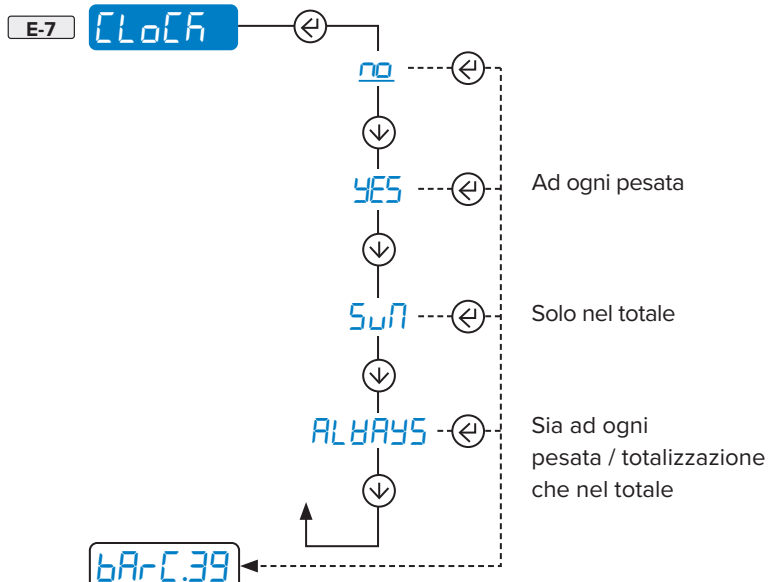 E-7 CLoCK
no
YES Ad ogni pesata
SuM Solo nel totale
ALWAYS Sia ad ogni
pesata / totalizzazione
che nel totale
bArC.39